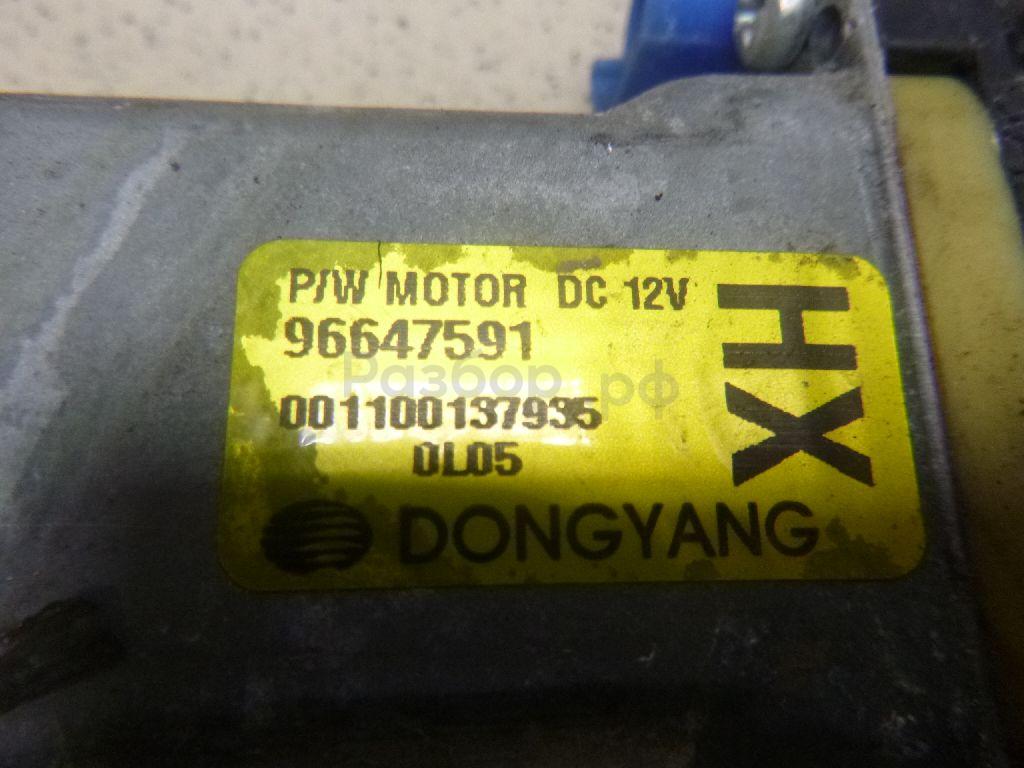 P/W MOTOR DC 12V
96647591
Разбор.рф
001100137935
0L05
DONGYANG
HX